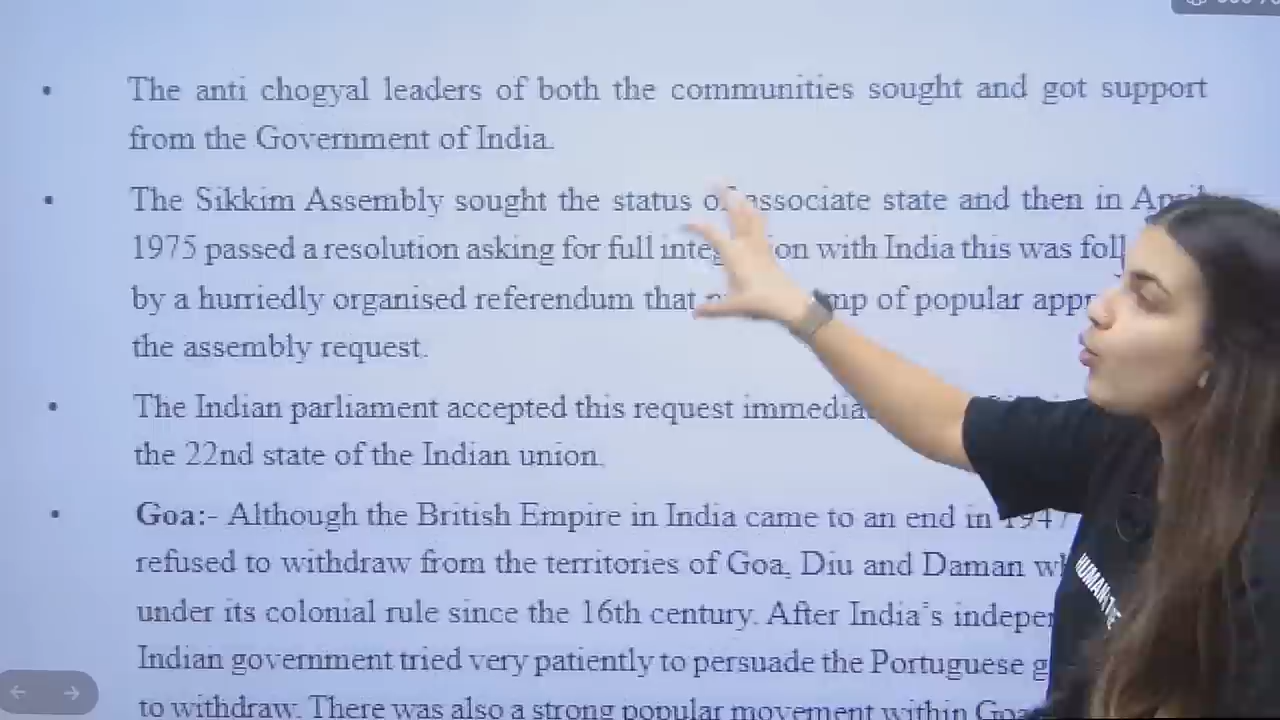 • The anti chogyal leaders of both the communities sought and got support
from the Government of India.
• The Sikkim Assembly sought the status of associate state and then in April
1975 passed a resolution asking for full integration with India this was
by a hurriedly organised referendum that of popular
the assembly request.
• The Indian parliament accepted this request
the 22nd state of the Indian union.
• Goa:- Although the British Empire in India came to an end in 1947
refused to withdraw from the territories of Goa, Diu and Daman
under its colonial rule since the 16th century. After India's
Indian government tried very patiently to persuade the Portuguese
to withdraw. There was also a strong popular movement within Goa